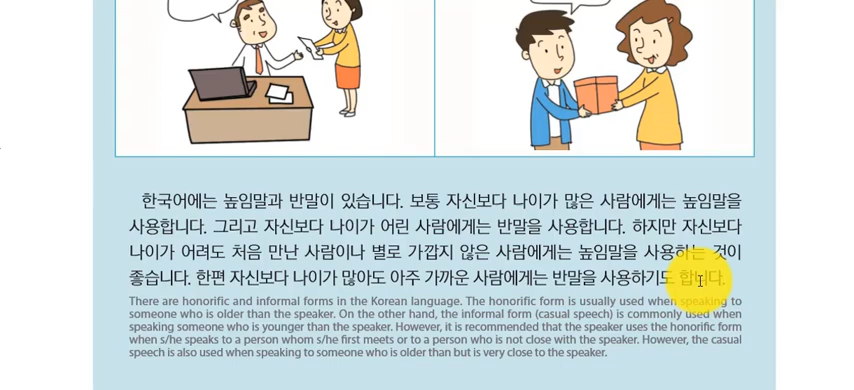 한국어에는 높임말과 반말이 있습니다. 보통 자신보다 나이가 많은 사람에게는 높임말을
사용합니다. 그리고 자신보다 나이가 어린 사람에게는 반말을 사용합니다. 하지만 자신보다
나이가 어려도 처음 만난 사람이나 별로 가깝지 않은 사람에게는 높임말을 사용하는 것이
좋습니다. 한편 자신보다 나이가 많아도 아주 가까운 사람에게는 반말을 사용하기도 합니다.
There are honorific and informal forms in the Korean language. The honorific form is usually used when speaking to
someone who is older than the speaker. On the other hand, the informal form (casual speech) is commonly used when
speaking someone who is younger than the speaker. However, it is recommended that the speaker uses the honorific form
when s/he speaks to a person whom s/he first meets or to a person who is not close with the speaker. However, the casual
speech is also used when speaking to someone who is older than but is very close to the speaker.